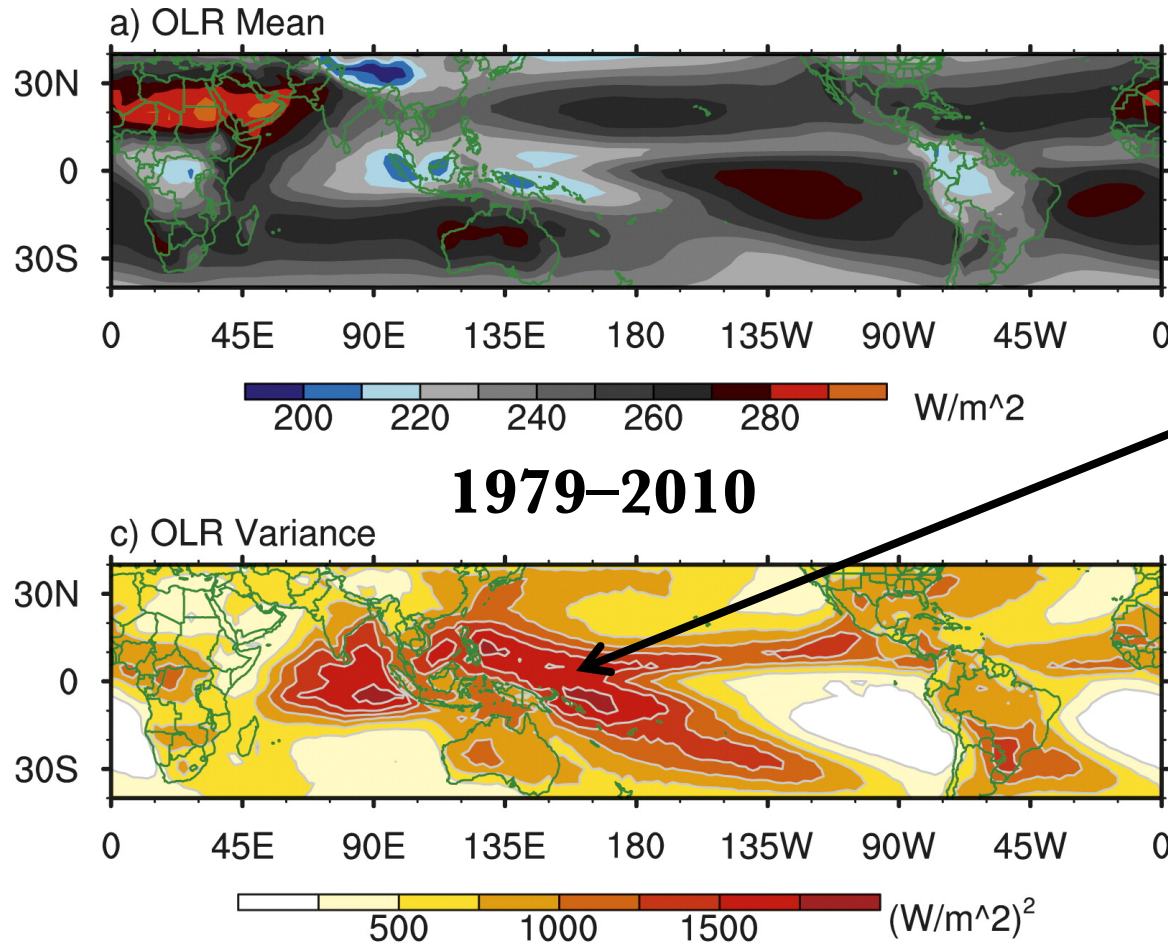 a) OLR Mean
30N
0
30S
0 45E 90E 135E 180 135W 90W 45W 0
200 220 240 260 280 W/m^2
1979–2010
c) OLR Variance
30N
0
30S
0 45E 90E 135E 180 135W 90W 45W 0
500 1000 1500 (W/m^2)²